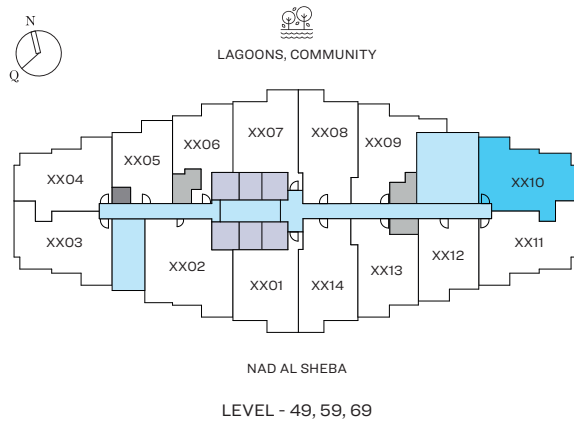 N
Q
LAGOONS, COMMUNITY
XX07
XX08
XX06
XX09
XX05
XX04
XX10
XX03
XX11
XX02
XX12
XX13
XX01
XX14
NAD AL SHEBA
LEVEL - 49, 59, 69